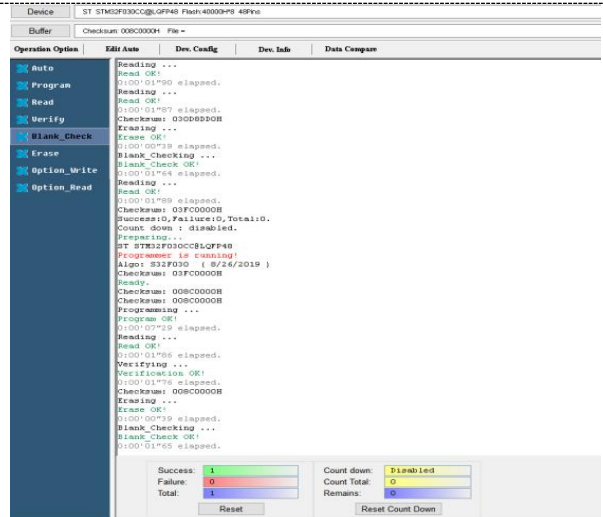 Device ST STM32F030CC@LQFP48 Flash:40000H*8 48Pins
Buffer Checksum: 008C0000H File =
Operation Option Edit Auto Dev. Config Dev. Info Data Compare
Auto
Program
Read
Verify
Blank_Check
Erase
Option_Write
Option_Read
Reading ...
Read OK!
0:00'01"90 elapsed.
Reading ...
Read OK!
0:00'01"87 elapsed.
Checksum: 030D8DD0H
Erasing ...
Erase OK!
0:00'00"39 elapsed.
Blank_Checking ...
Blank_Check OK!
0:00'01"64 elapsed.
Reading ...
Read OK!
0:00'01"89 elapsed.
Checksum: 03FC0000H
Success:0,Failure:0,Total:0.
Count down : disabled.
Preparing...
ST STM32F030CC@LQFP48
Programmer is running!
Algo: S32F030 ( 8/26/2019 )
Checksum: 03FC0000H
Ready.
Checksum: 008C0000H
Checksum: 008C0000H
Programming ...
Program OK!
0:00'07"29 elapsed.
Reading ...
Read OK!
0:00'01"86 elapsed.
Verifying ...
Verification OK!
0:00'01"76 elapsed.
Checksum: 008C0000H
Erasing ...
Erase OK!
0:00'00"39 elapsed.
Blank_Checking ...
Blank_Check OK!
0:00'01"65 elapsed.
Success: 1 Count down: Disabled
Failure: 0 Count Total: 0
Total: 1 Remains: 0
Reset Reset Count Down